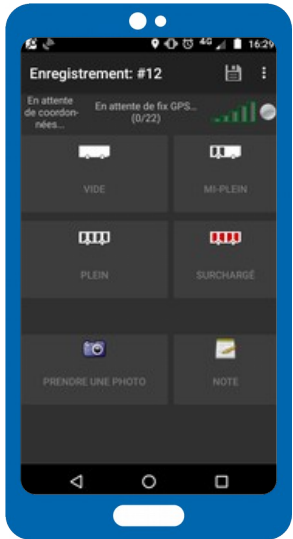 4G 16:29
Enregistrement: #12
En attente
de coordon-
nées...
En attente de fix GPS...
(0/22)
VIDE
MI-PLEIN
PLEIN
SURCHARGÉ
PRENDRE UNE PHOTO
NOTE